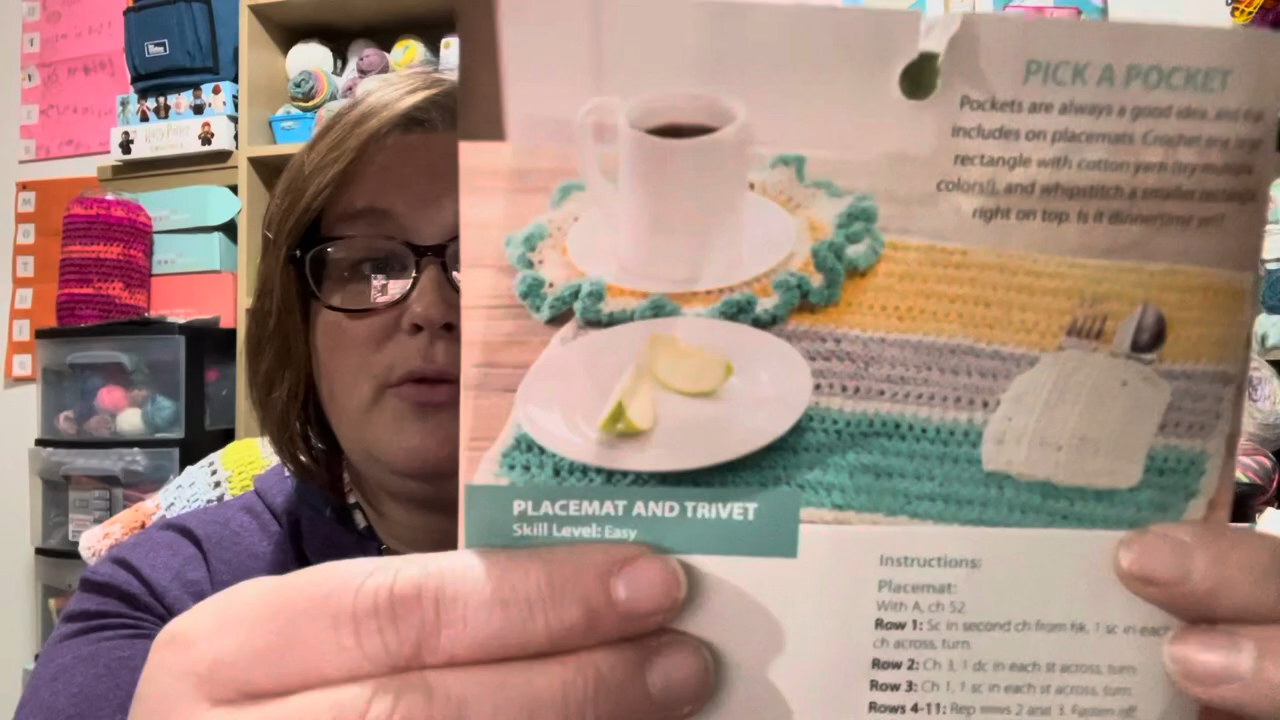 M
O
T
H
PICK A POCKET
Pockets are always a good idea, and
includes on placemats. Crochet one
rectangle with cotton yarn (try multiple
colors!), and whipstitch a smaller rectangle
right on top. Is it dinnertime yet?
PLACEMAT AND TRIVET
Skill Level: Easy
Instructions:
Placemat:
With A, ch 52.
Row 1: Sc in second ch from hk, 1 sc in each
ch across, turn.
Row 2: Ch 3, 1 dc in each st across, turn.
Row 3: Ch 1, 1 sc in each st across, turn.
Rows 4-11: Rep rows 2 and 3. Fasten off.